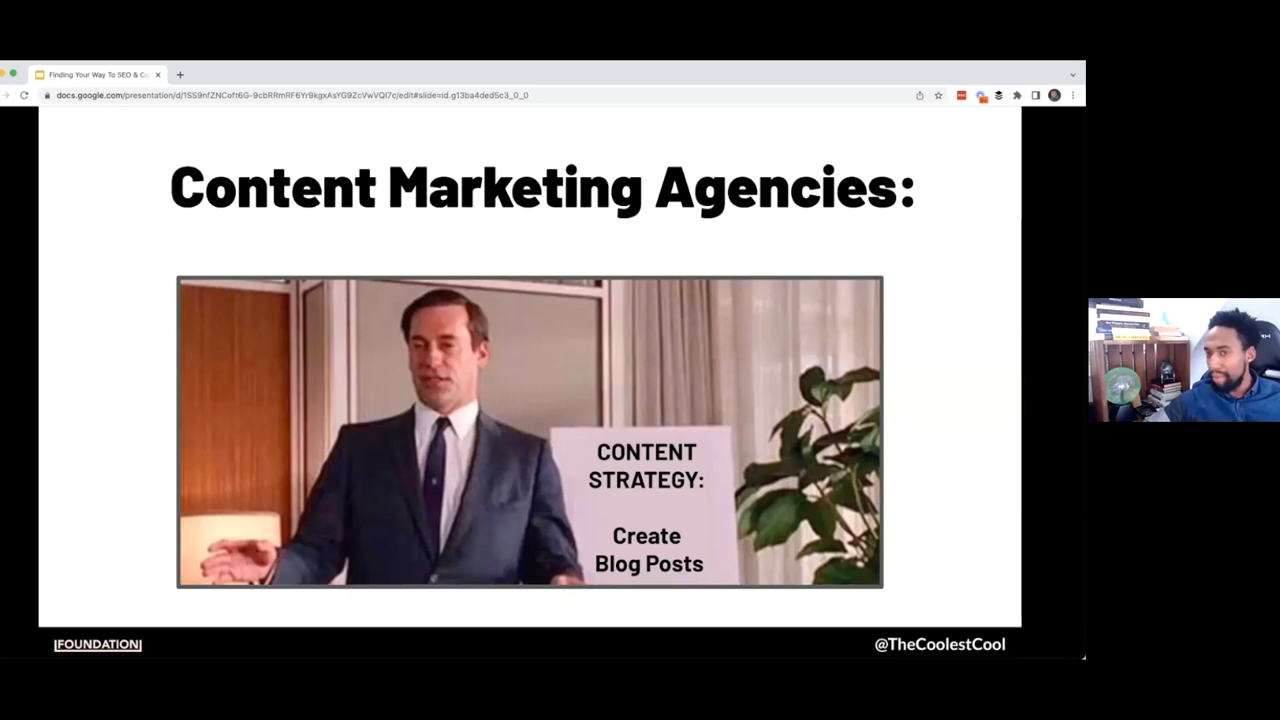 Finding Your Way To SEO & Co
docs.google.com/presentation/d/1SS9nfZNCoft6G-9cbRRmRF6Yr9kgxAsYG9ZcVwVQI7c/edit#slide=id.g13ba4ded5c3_0_0
Content Marketing Agencies:
CONTENT
STRATEGY:
Create
Blog Posts
|FOUNDATION|
@TheCoolestCool